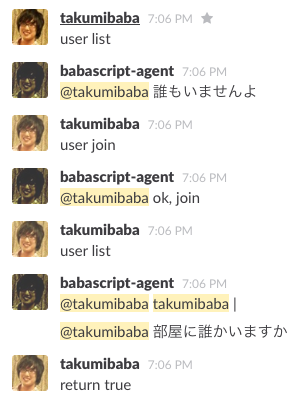 takumibaba 7:06 PM ★
user list
babascript-agent 7:06 PM
@takumibaba 誰もいませんよ
takumibaba 7:06 PM
user join
babascript-agent 7:06 PM
@takumibaba ok, join
takumibaba 7:06 PM
user list
babascript-agent 7:06 PM
@takumibaba takumibaba |
@takumibaba 部屋に誰かいますか
takumibaba 7:06 PM
return true